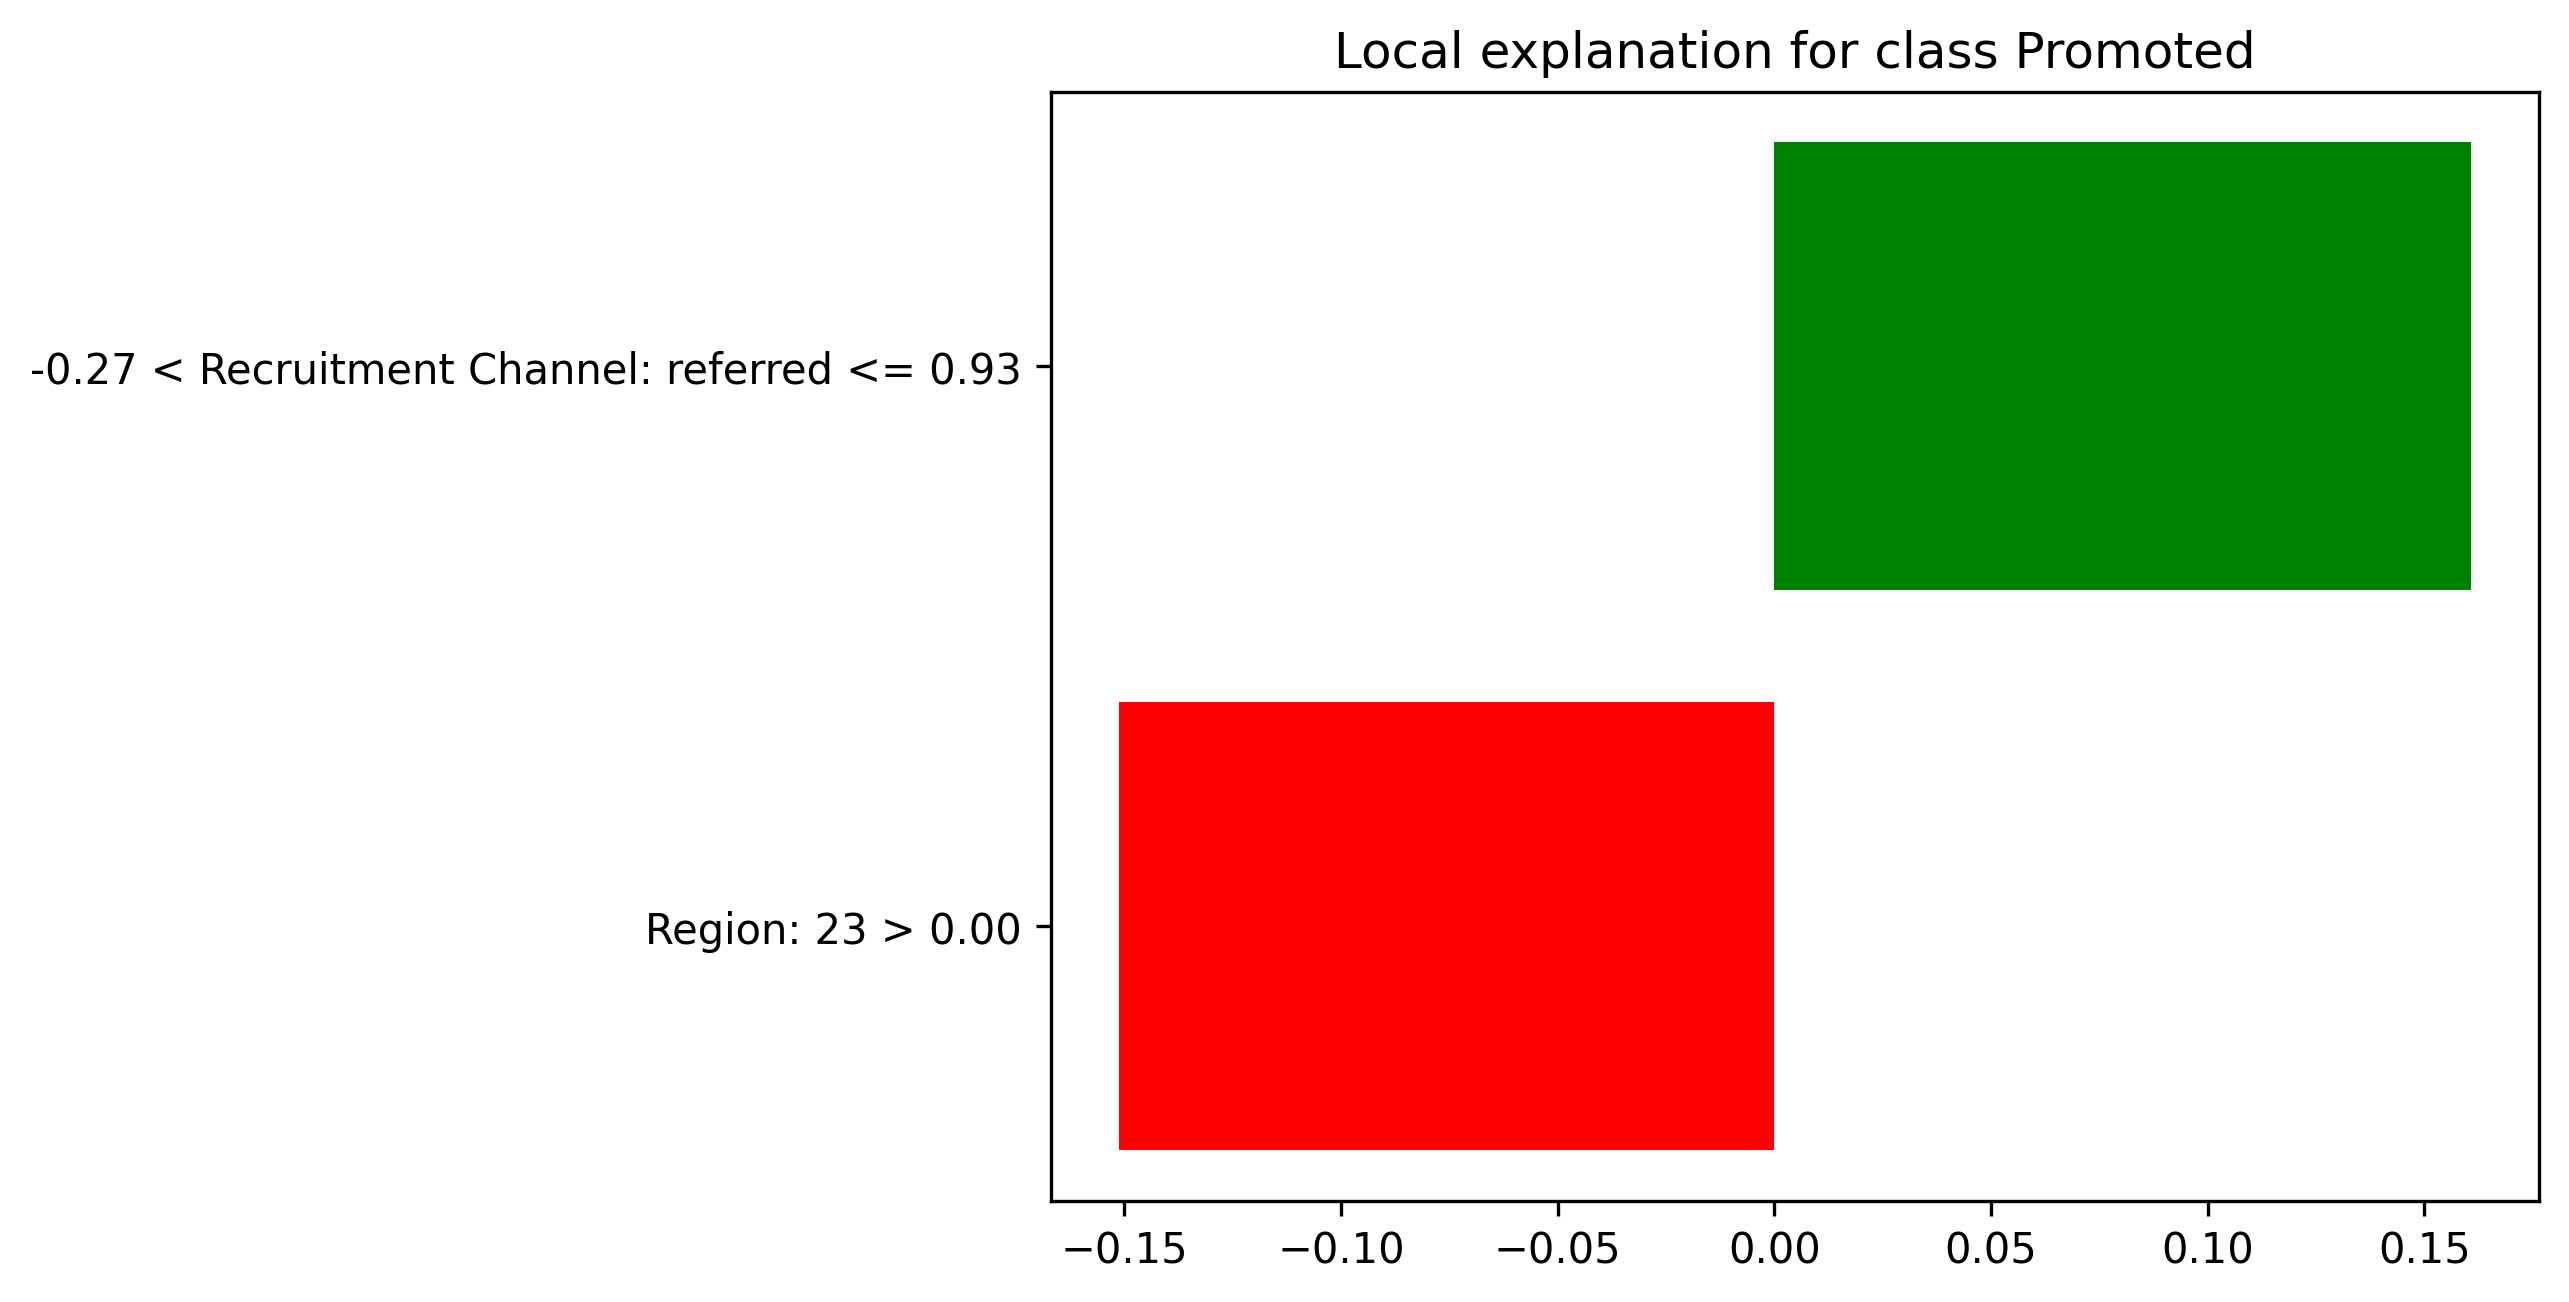 Local explanation for class Promoted
-0.27 < Recruitment Channel: referred <= 0.93
Region: 23 > 0.00
−0.15 −0.10 −0.05 0.00 0.05 0.10 0.15